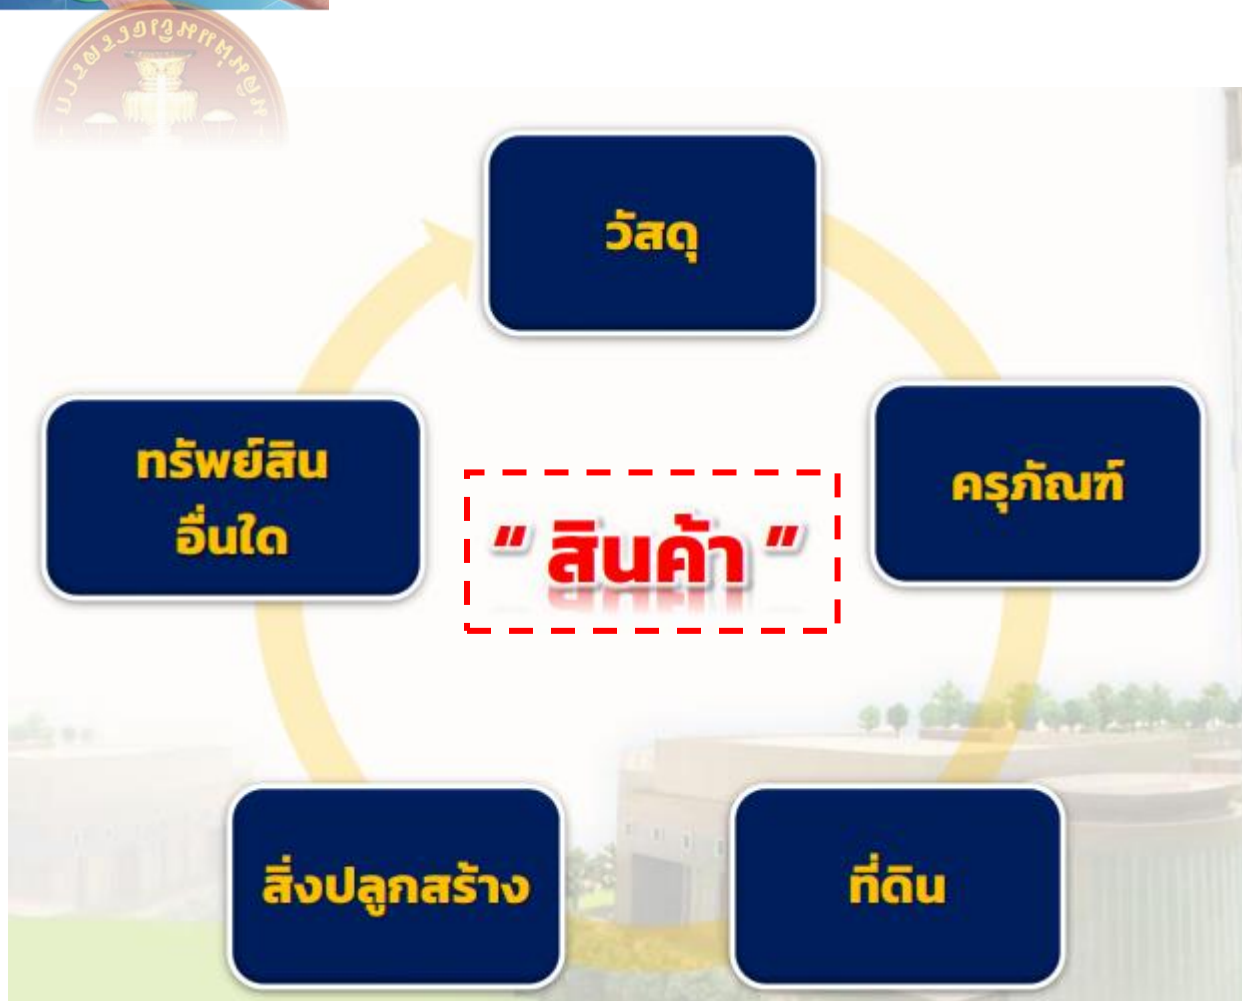 วัสดุ
ครุภัณฑ์
ทรัพย์สิน
อื่นใด
“ สินค้า ”
สิ่งปลูกสร้าง
ที่ดิน